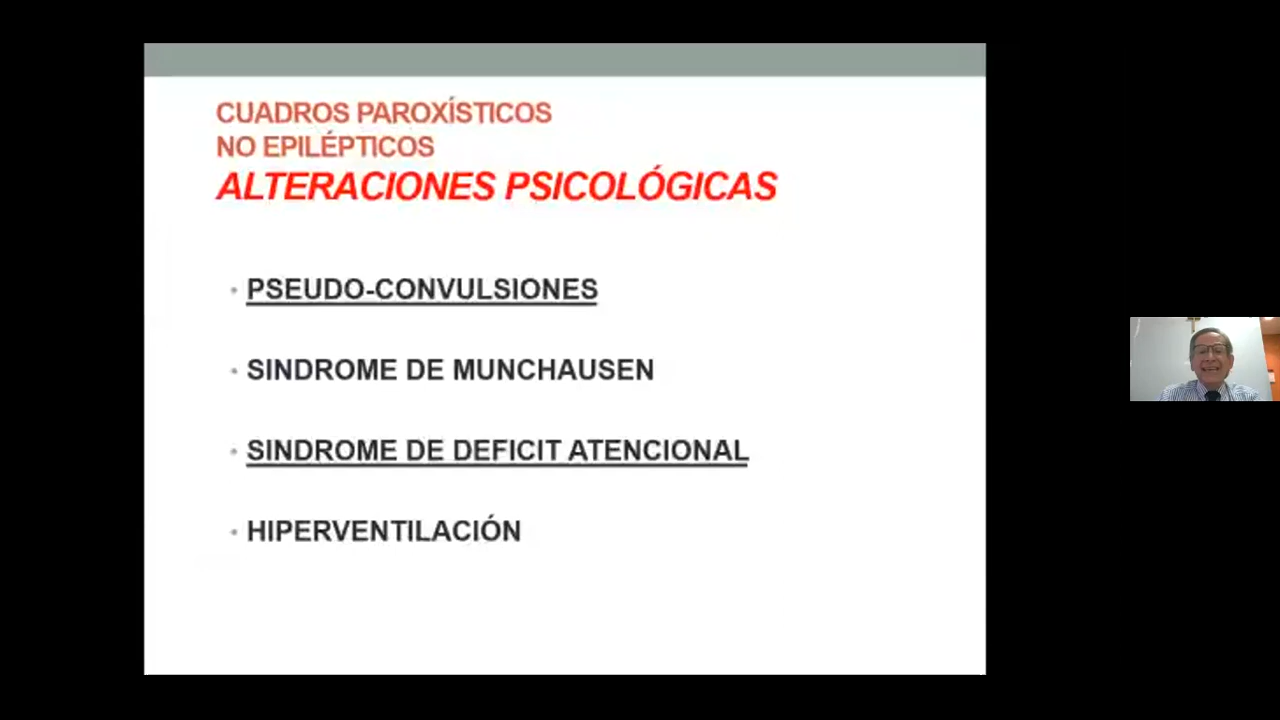 CUADROS PAROXÍSTICOS
NO EPILÉPTICOS
ALTERACIONES PSICOLÓGICAS
• PSEUDO-CONVULSIONES
• SINDROME DE MUNCHAUSEN
• SINDROME DE DEFICIT ATENCIONAL
• HIPERVENTILACIÓN